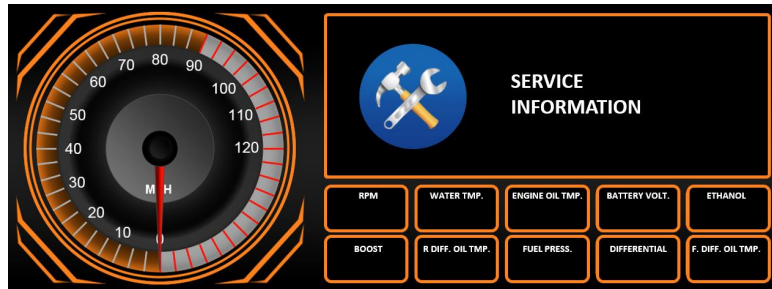 80
70
90
60
100
50
110
40
120
30
MPH
20
10
0
SERVICE
INFORMATION
RPM
WATER TMP.
ENGINE OIL TMP.
BATTERY VOLT.
ETHANOL
BOOST
R DIFF. OIL TMP.
FUEL PRESS.
DIFFERENTIAL
F. DIFF. OIL TMP.